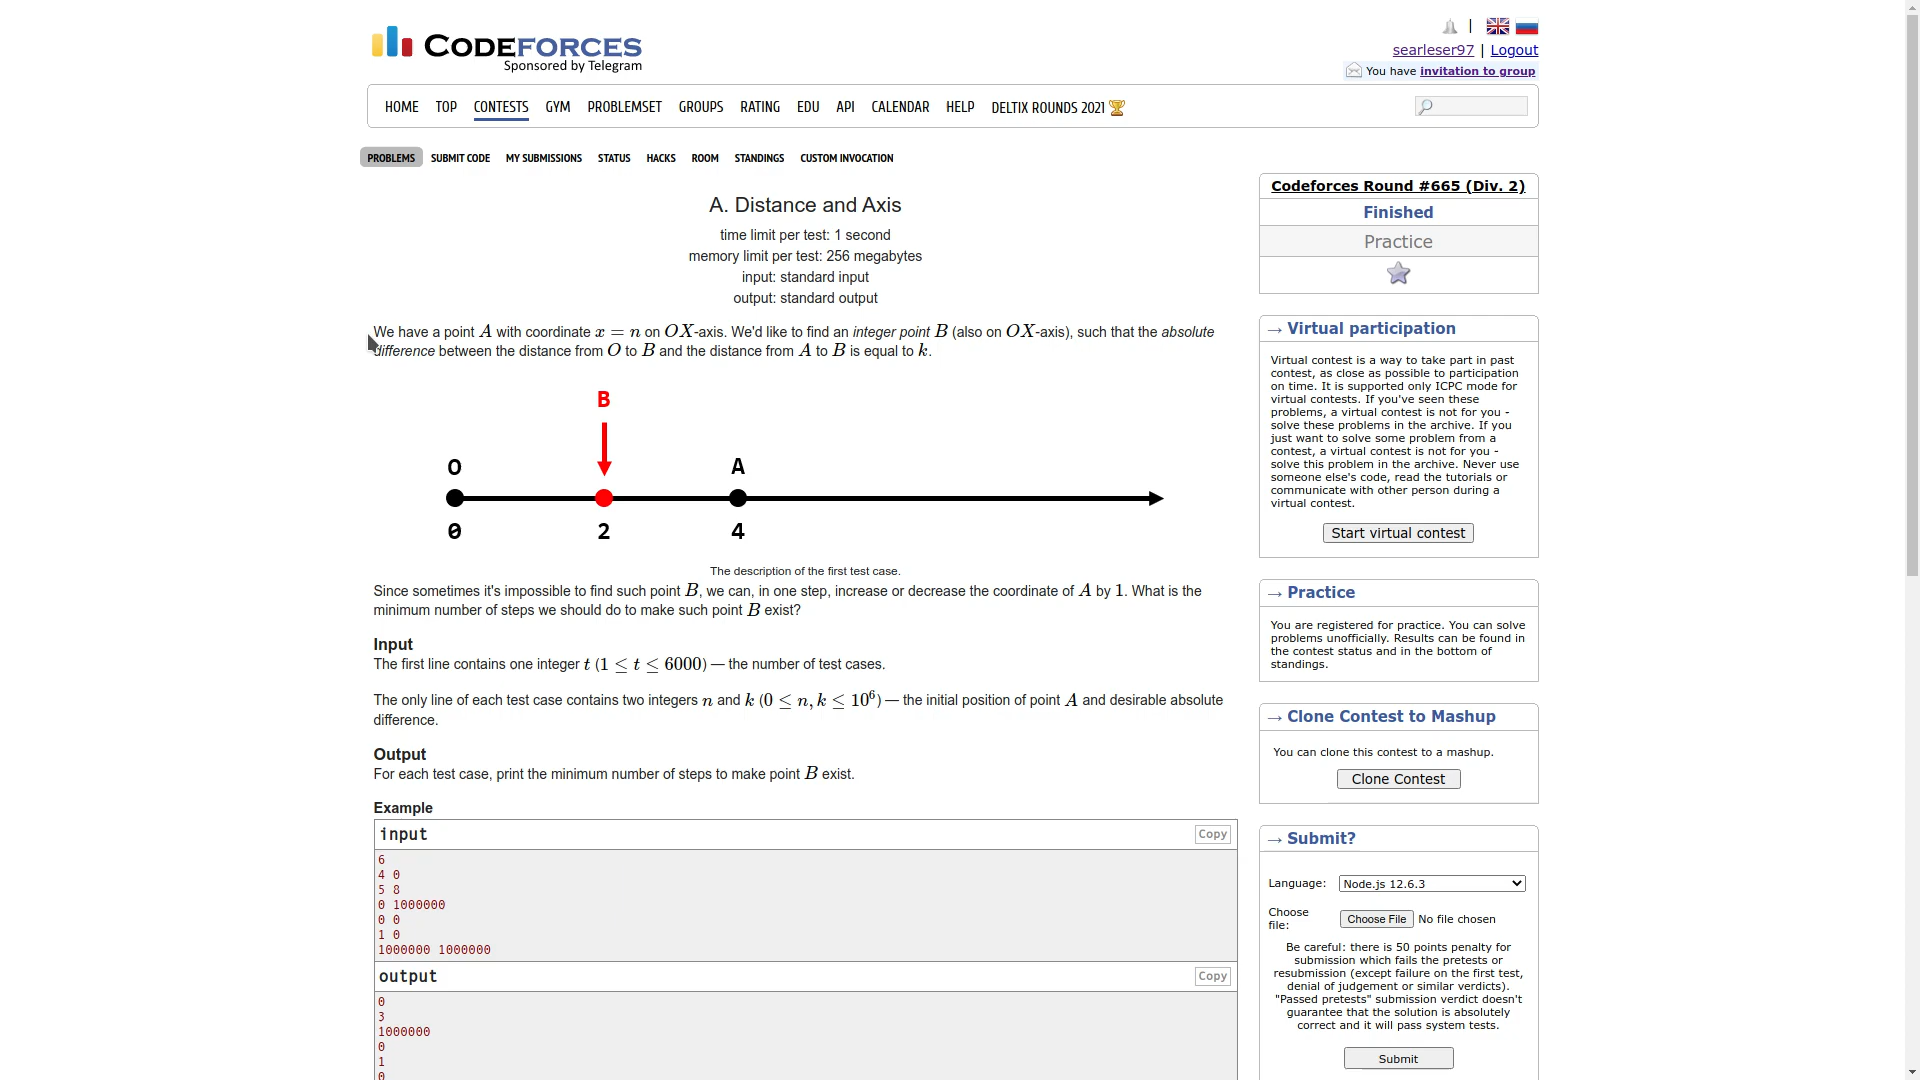 CODEFORCES
Sponsored by Telegram
|
searleser97 | Logout
You have invitation to group
HOME TOP CONTESTS GYM PROBLEMSET GROUPS RATING EDU API CALENDAR HELP DELTIX ROUNDS 2021
PROBLEMS SUBMIT CODE MY SUBMISSIONS STATUS HACKS ROOM STANDINGS CUSTOM INVOCATION
A. Distance and Axis
time limit per test: 1 second
memory limit per test: 256 megabytes
input: standard input
output: standard output
We have a point A with coordinate x = n on OX-axis. We'd like to find an integer point B (also on OX-axis), such that the absolute
difference between the distance from O to B and the distance from A to B is equal to k.
B
O A
0 2 4
The description of the first test case.
Since sometimes it's impossible to find such point B, we can, in one step, increase or decrease the coordinate of A by 1. What is the
minimum number of steps we should do to make such point B exist?
Input
The first line contains one integer t (1 ≤ t ≤ 6000) — the number of test cases.
The only line of each test case contains two integers n and k (0 ≤ n, k ≤ 10⁶) — the initial position of point A and desirable absolute
difference.
Output
For each test case, print the minimum number of steps to make point B exist.
Example
input Copy
6
4 0
5 8
0 1000000
0 0
1 0
1000000 1000000
output Copy
0
3
1000000
0
1
0
Codeforces Round #665 (Div. 2)
Finished
Practice
→ Virtual participation
Virtual contest is a way to take part in past
contest, as close as possible to participation
on time. It is supported only ICPC mode for
virtual contests. If you've seen these
problems, a virtual contest is not for you -
solve these problems in the archive. If you
just want to solve some problem from a
contest, a virtual contest is not for you -
solve this problem in the archive. Never use
someone else's code, read the tutorials or
communicate with other person during a
virtual contest.
Start virtual contest
→ Practice
You are registered for practice. You can solve
problems unofficially. Results can be found in
the contest status and in the bottom of
standings.
→ Clone Contest to Mashup
You can clone this contest to a mashup.
Clone Contest
→ Submit?
Language: Node.js 12.6.3
Choose
file: Choose File No file chosen
Be careful: there is 50 points penalty for
submission which fails the pretests or
resubmission (except failure on the first test,
denial of judgement or similar verdicts).
"Passed pretests" submission verdict doesn't
guarantee that the solution is absolutely
correct and it will pass system tests.
Submit